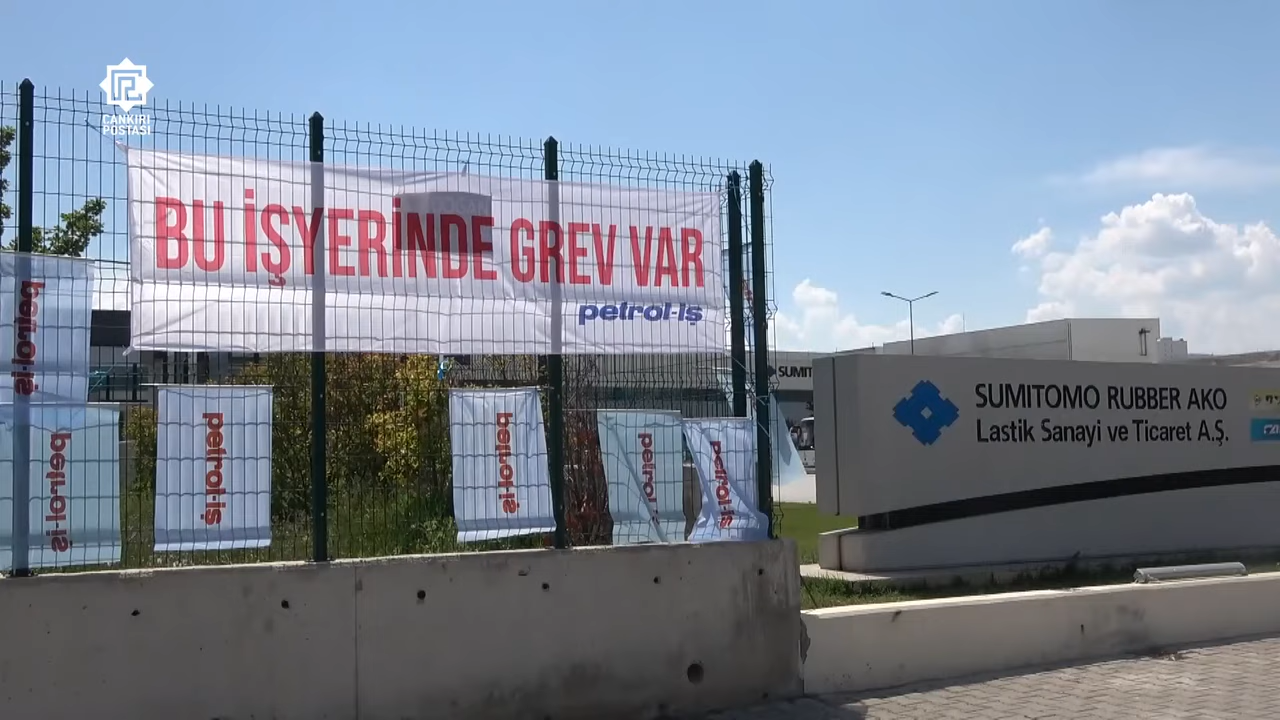 ÇANKIRI
POSTASI
BU İŞYERİNDE GREV VAR
petrol-iş
petrol-iş
petrol-iş
petrol-iş
petrol-iş
petrol-iş
petrol-iş
SUMIT
SUMITOMO RUBBER AKO
Lastik Sanayi ve Ticaret A.Ş.